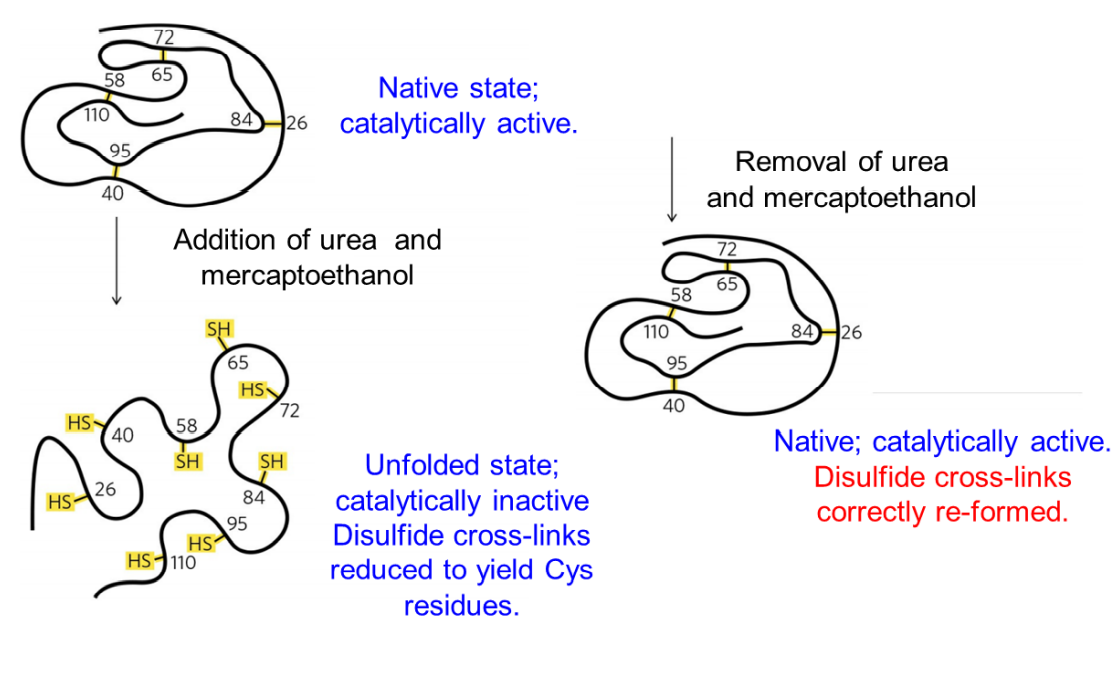 72
65
58
110
84
26
95
40
Native state;
catalytically active.
Addition of urea and
mercaptoethanol
SH
65
HS
72
HS
40
58
SH
SH
84
26
HS
95
HS
HS
110
Unfolded state;
catalytically inactive
Disulfide cross-links
reduced to yield Cys
residues.
Removal of urea
and mercaptoethanol
72
65
58
110
84
26
95
40
Native; catalytically active.
Disulfide cross-links
correctly re-formed.